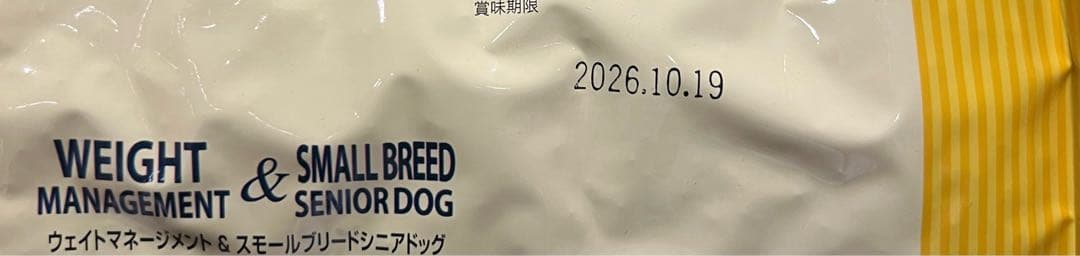 賞味期限
2026.10.19
WEIGHT
MANAGEMENT
&
SMALL BREED
SENIOR DOG
ウェイトマネージメント & スモールブリードシニアドッグ